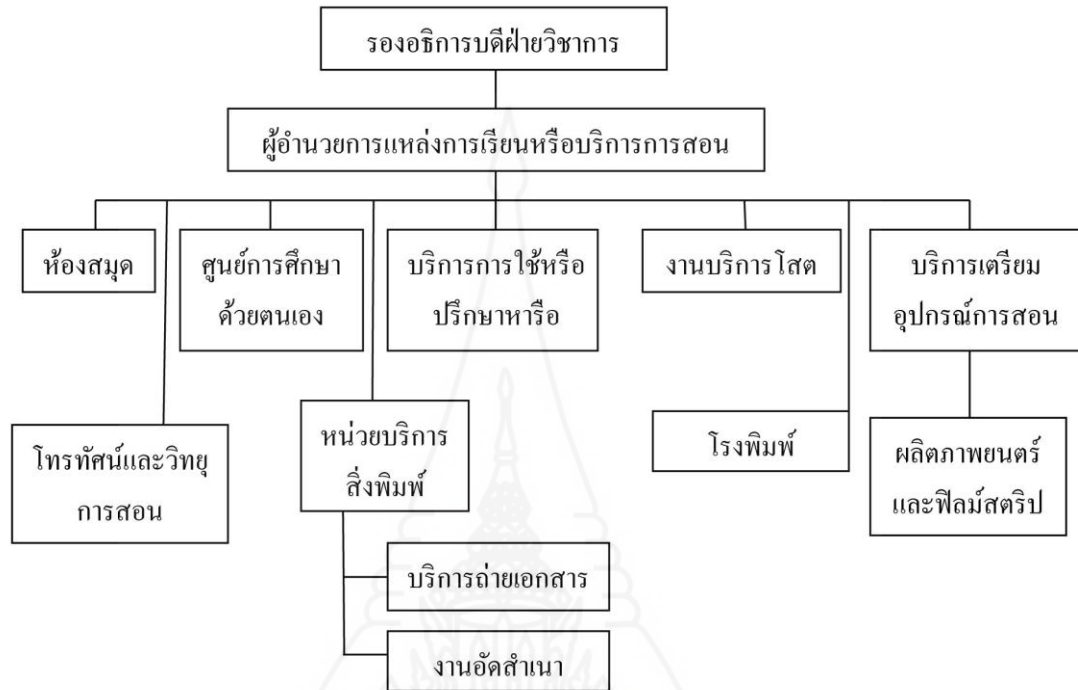 รองอธิการบดีฝ่ายวิชาการ
ผู้อำนวยการแหล่งการเรียนหรือบริการการสอน
ห้องสมุด
ศูนย์การศึกษา
ด้วยตนเอง
บริการการใช้หรือ
ปรึกษาหารือ
งานบริการโสต
บริการเตรียม
อุปกรณ์การสอน
โทรทัศน์และวิทยุ
การสอน
หน่วยบริการ
สิ่งพิมพ์
โรงพิมพ์
ผลิตภาพยนตร์
และฟิล์มสตริป
บริการถ่ายเอกสาร
งานอัดสำเนา